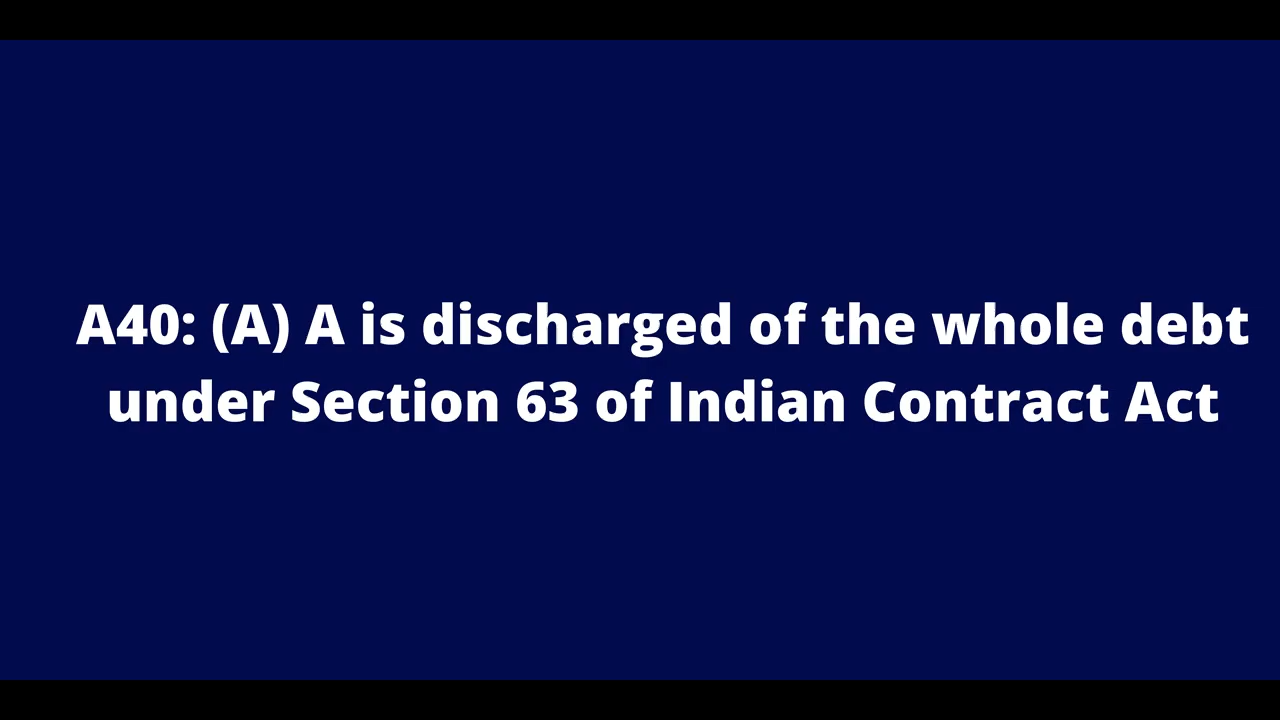 A40: (A) A is discharged of the whole debt
under Section 63 of Indian Contract Act